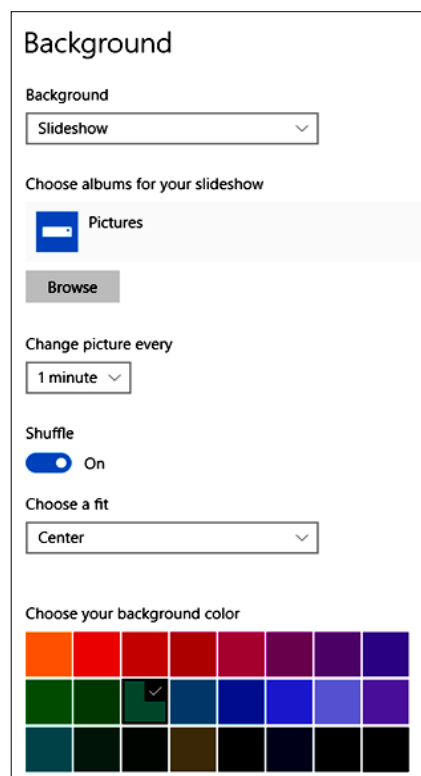 Background
Background
Slideshow
Choose albums for your slideshow
Pictures
Browse
Change picture every
1 minute
Shuffle
On
Choose a fit
Center
Choose your background color